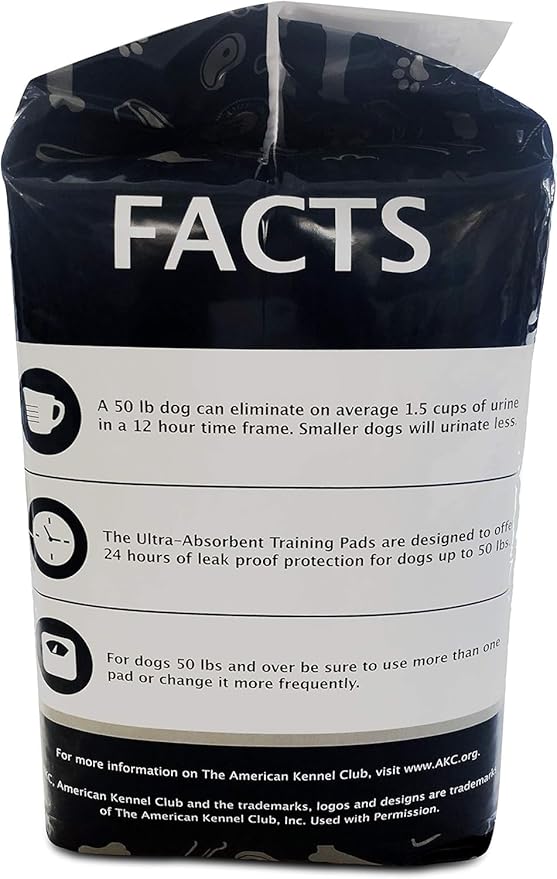 FACTS
A 50 lb dog can eliminate on average 1.5 cups of urine
in a 12 hour time frame. Smaller dogs will urinate less.
The Ultra-Absorbent Training Pads are designed to offe
24 hours of leak proof protection for dogs up to 50 lbs.
For dogs 50 lbs and over be sure to use more than one
pad or change it more frequently.
For more information on The American Kennel Club, visit www.AKC.org.
KC, American Kennel Club and the trademarks, logos and designs are trademarks
of The American Kennel Club, Inc. Used with Permission.